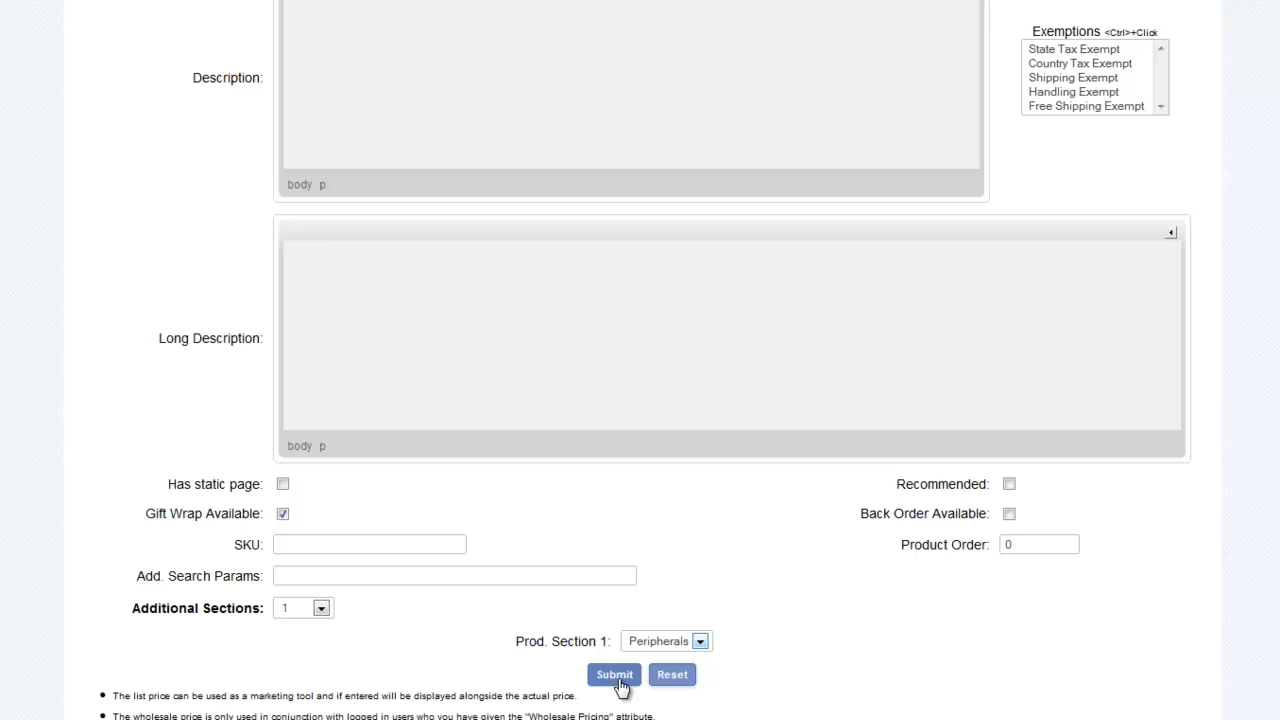 Exemptions <Ctrl>+Click
State Tax Exempt
Country Tax Exempt
Description:
Shipping Exempt
Handling Exempt
Free Shipping Exempt
body p
Long Description:
body p
Has static page:
Recommended:
Gift Wrap Available:
Back Order Available:
SKU:
Product Order: 0
Add. Search Params:
Additional Sections: 1
Prod. Section 1: Peripherals
Submit Reset
The list price can be used as a marketing tool and if entered will be displayed alongside the actual price.
The wholesale price is only used in conjunction with logged in users who you have given the "Wholesale Pricing" attribute.